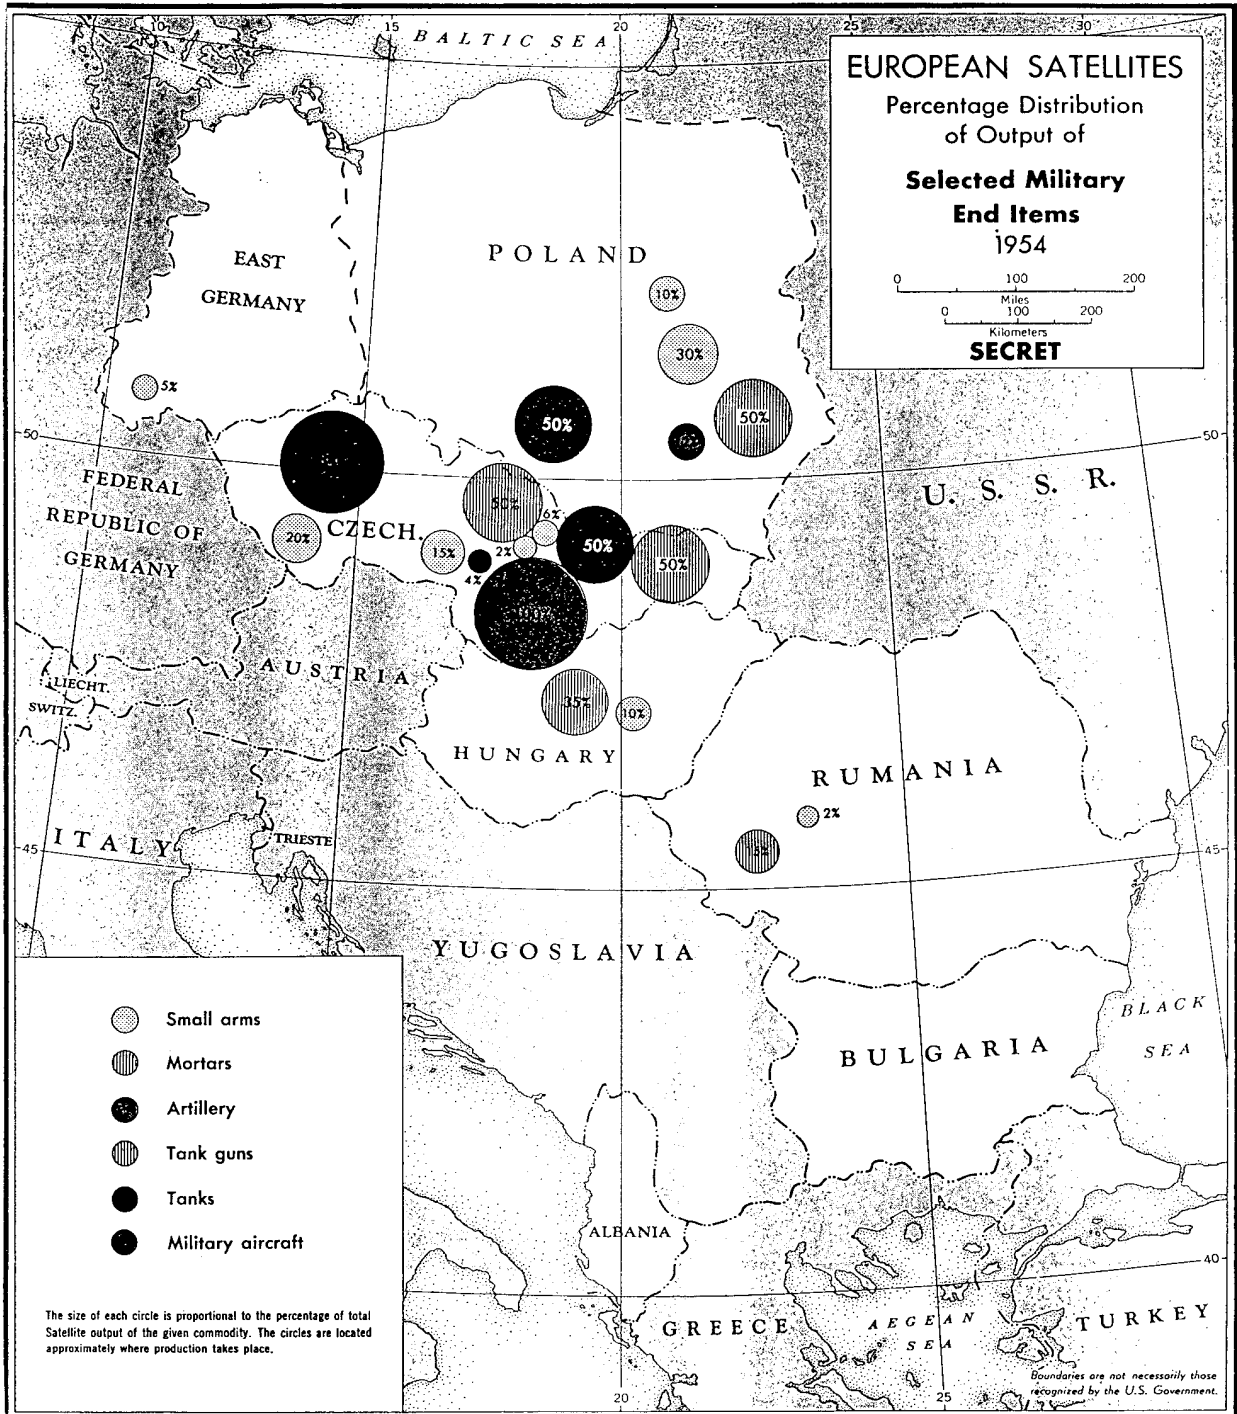 10
15
20
25
30
BALTIC SEA
EUROPEAN SATELLITES
Percentage Distribution
of Output of
Selected Military
End Items
1954
0 100 200
Miles
0 100 200
Kilometers
SECRET
POLAND
EAST
GERMANY
10%
30%
5%
50%
50%
50
50
FEDERAL
REPUBLIC OF
GERMANY
U. S. S. R.
50%
6%
20%
CZECH.
15%
2%
50%
50%
4%
AUSTRIA
LIECHT.
SWITZ.
35%
10%
HUNGARY
RUMANIA
2%
15%
ITALY
TRIESTE
45
45
YUGOSLAVIA
BLACK
SEA
BULGARIA
Small arms
Mortars
Artillery
Tank guns
Tanks
Military aircraft
ALBANIA
40
The size of each circle is proportional to the percentage of total
Satellite output of the given commodity. The circles are located
approximately where production takes place.
GREECE
AEGEAN
SEA
TURKEY
Boundaries are not necessarily those
recognized by the U.S. Government.
20
25